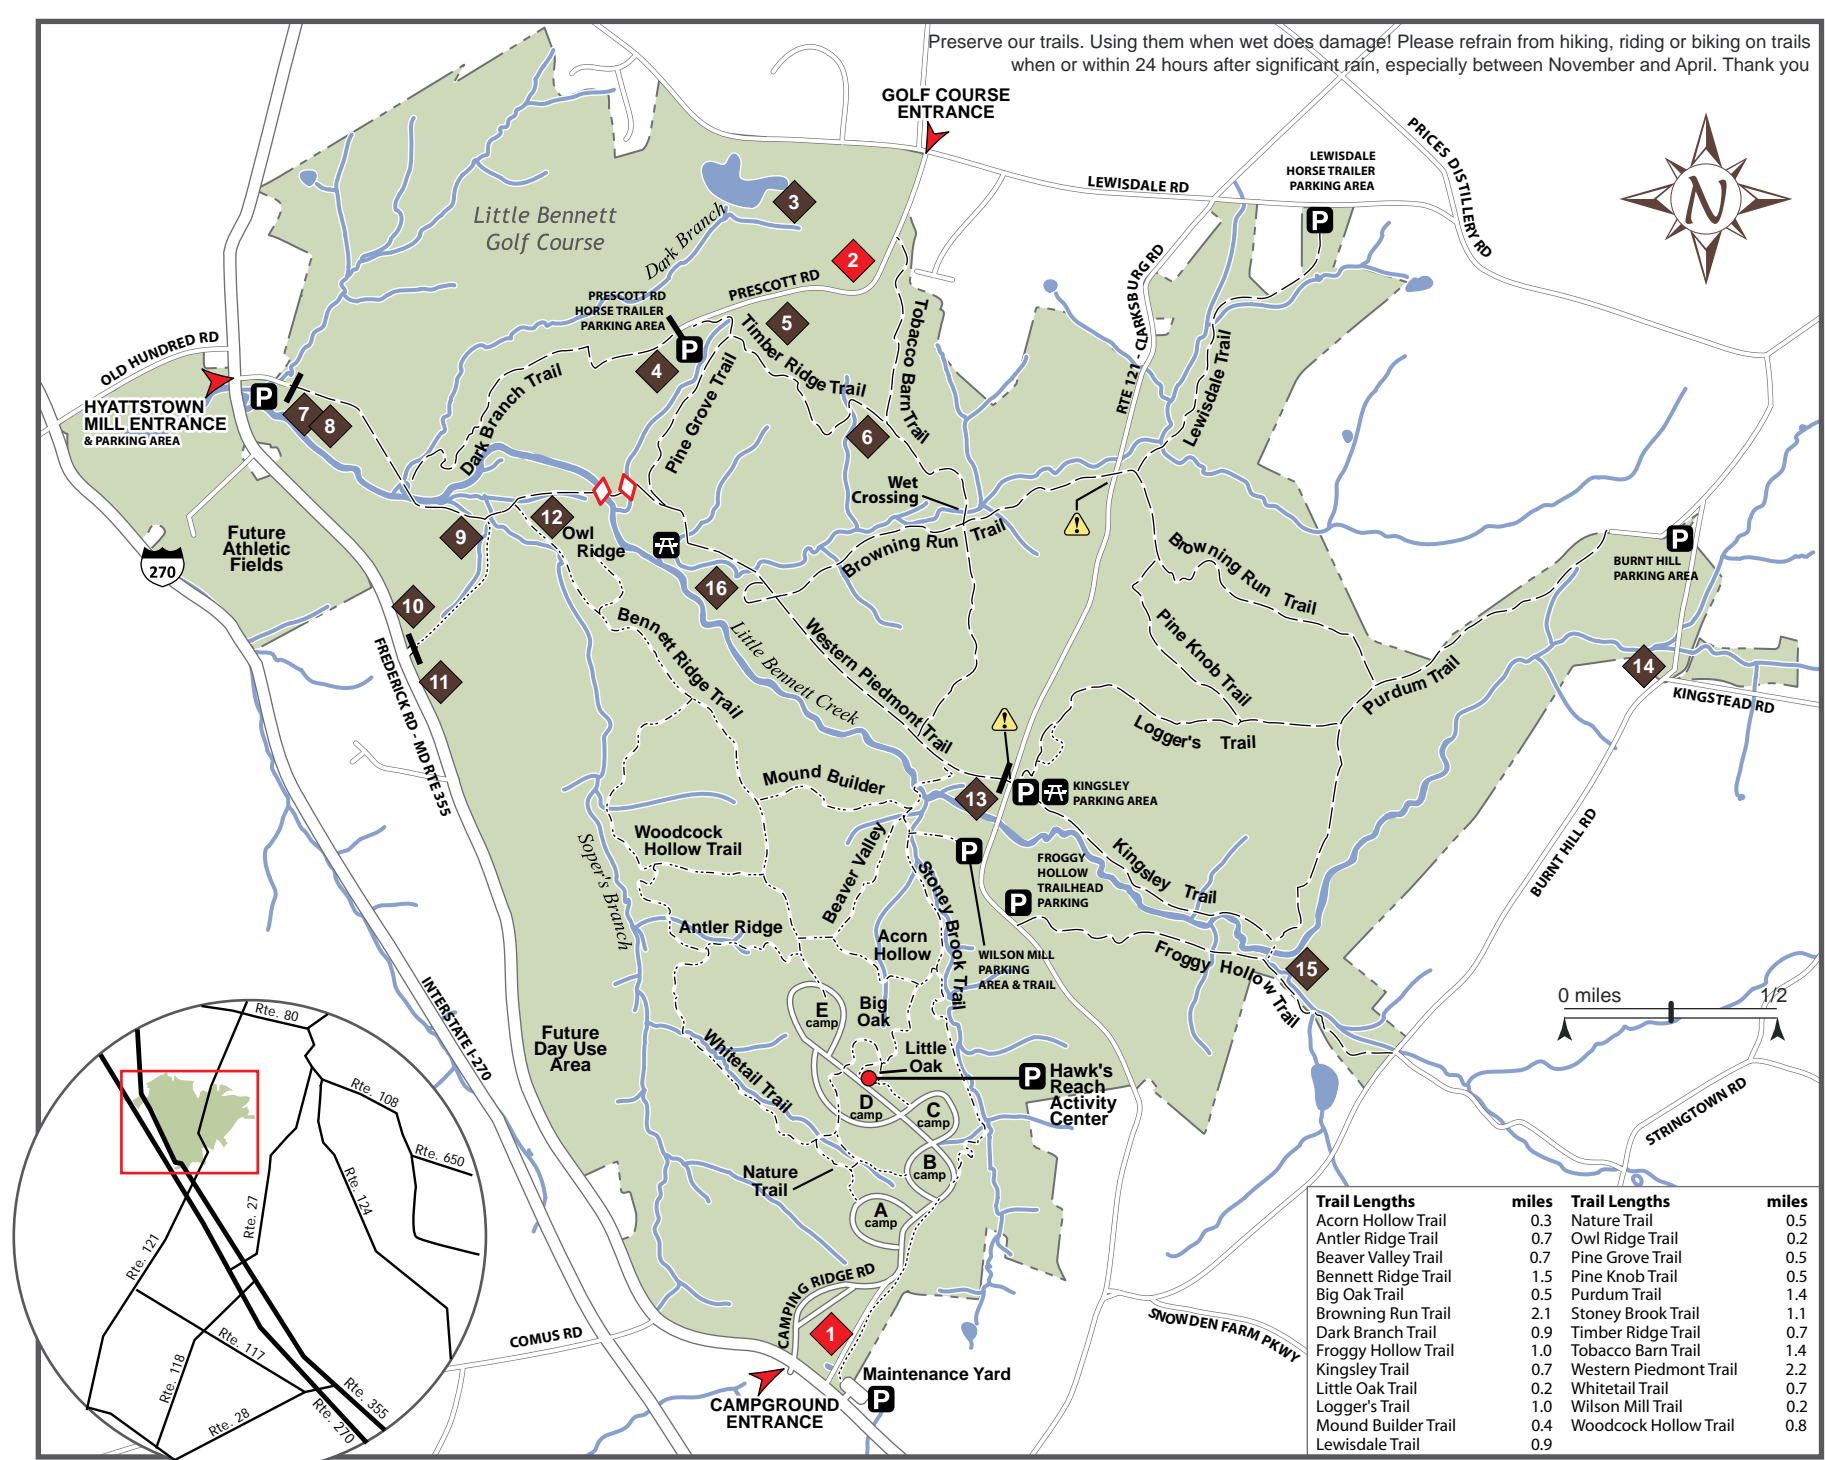 Preserve our trails. Using them when wet does damage! Please refrain from hiking, riding or biking on trails
when or within 24 hours after significant rain, especially between November and April. Thank you
GOLF COURSE
ENTRANCE
PRICES DISTILLERY RD
LEWISDALE
HORSE TRAILER
PARKING AREA
LEWISDALE RD
N
P
3
Little Bennett
Golf Course
Dark Branch
2
PRESCOTT RD
PRESCOTT RD
HORSE TRAILER
PARKING AREA
P
5
4
RTE 121 - CLARKSBURG RD
Tobacco Barn Trail
Timber Ridge Trail
Pine Grove Trail
Lewisdale Trail
OLD HUNDRED RD
HYATTSTOWN
MILL ENTRANCE
& PARKING AREA
P
7
8
Dark Branch Trail
6
Wet
Crossing
!
12
9
Owl
Ridge
Future
Athletic
Fields
270
Browning Run Trail
Browning Run Trail
P
BURNT HILL
PARKING AREA
16
10
11
Bennett Ridge Trail
Little Bennett Creek
Western Piedmont Trail
Pine Knob Trail
Purdum Trail
14
KINGSTEAD RD
FREDERICK RD - MD RTE 355
!
Logger's Trail
Mound Builder
13
P
KINGSLEY
PARKING AREA
Woodcock
Hollow Trail
Soper's Branch
Beaver Valley
P
Stoney Brook Trail
FROGGY
HOLLOW
TRAILHEAD
PARKING
P
Kingsley Trail
BURNT HILL RD
Antler Ridge
Acorn
Hollow
WILSON MILL
PARKING
AREA & TRAIL
Froggy Hollow Trail
15
INTERSTATE I-270
0 miles
1/2
E
camp
Big
Oak
Future
Day Use
Area
Whitetail Trail
Little
Oak
P
Hawk's
Reach
Activity
Center
D
camp
C
camp
B
camp
Nature
Trail
A
camp
STRINGTOWN RD
CAMPING RIDGE RD
1
SNOWDEN FARM PKWY
COMUS RD
Maintenance Yard
P
CAMPGROUND
ENTRANCE
Rte. 80
Rte. 108
Rte. 650
Rte. 124
Rte. 27
Rte. 121
Rte. 117
Rte. 118
Rte. 28
Rte. 355
Rte. 270
Trail Lengths miles Trail Lengths miles
Acorn Hollow Trail 0.3 Nature Trail 0.5
Antler Ridge Trail 0.7 Owl Ridge Trail 0.2
Beaver Valley Trail 0.7 Pine Grove Trail 0.5
Bennett Ridge Trail 1.5 Pine Knob Trail 0.5
Big Oak Trail 0.5 Purdum Trail 1.4
Browning Run Trail 2.1 Stoney Brook Trail 1.1
Dark Branch Trail 0.9 Timber Ridge Trail 0.7
Froggy Hollow Trail 1.0 Tobacco Barn Trail 1.4
Kingsley Trail 0.7 Western Piedmont Trail 2.2
Little Oak Trail 0.2 Whitetail Trail 0.7
Logger's Trail 1.0 Wilson Mill Trail 0.2
Mound Builder Trail 0.4 Woodcock Hollow Trail 0.8
Lewisdale Trail 0.9